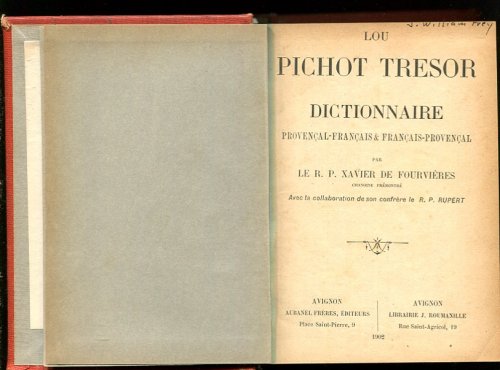 LOU
PICHOT TRESOR
DICTIONNAIRE
PROVENÇAL-FRANÇAIS & FRANÇAIS-PROVENÇAL
PAR
LE R. P. XAVIER DE FOURVIÈRES
CHANOINE PRÉMONTRÉ
Avec la collaboration de son confrère le R. P. RUPERT
AVIGNON
AUBANEL FRÈRES, ÉDITEURS
Place Saint-Pierre, 9
AVIGNON
LIBRAIRIE J. ROUMANILLE
Rue Saint-Agricol, 19
1902